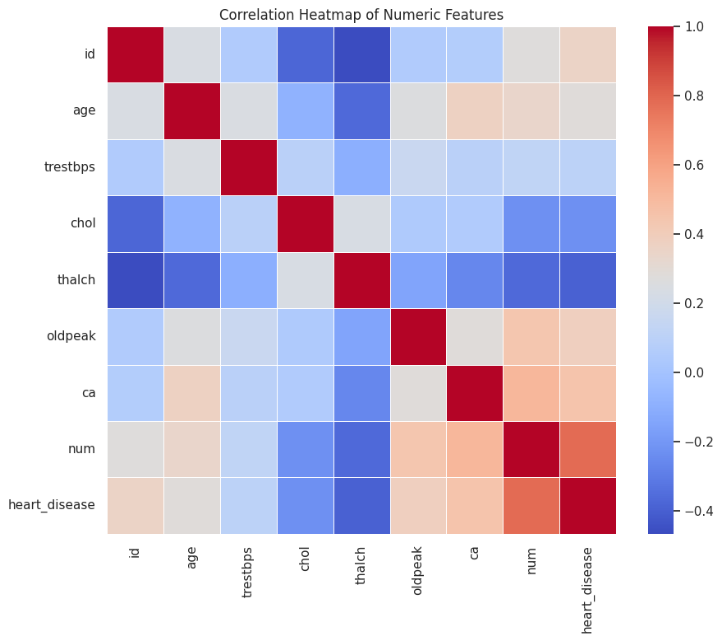 Correlation Heatmap of Numeric Features
id
age
trestbps
chol
thalch
oldpeak
ca
num
heart_disease
id
age
trestbps
chol
thalch
oldpeak
ca
num
heart_disease
1.0
0.8
0.6
0.4
0.2
0.0
−0.2
−0.4